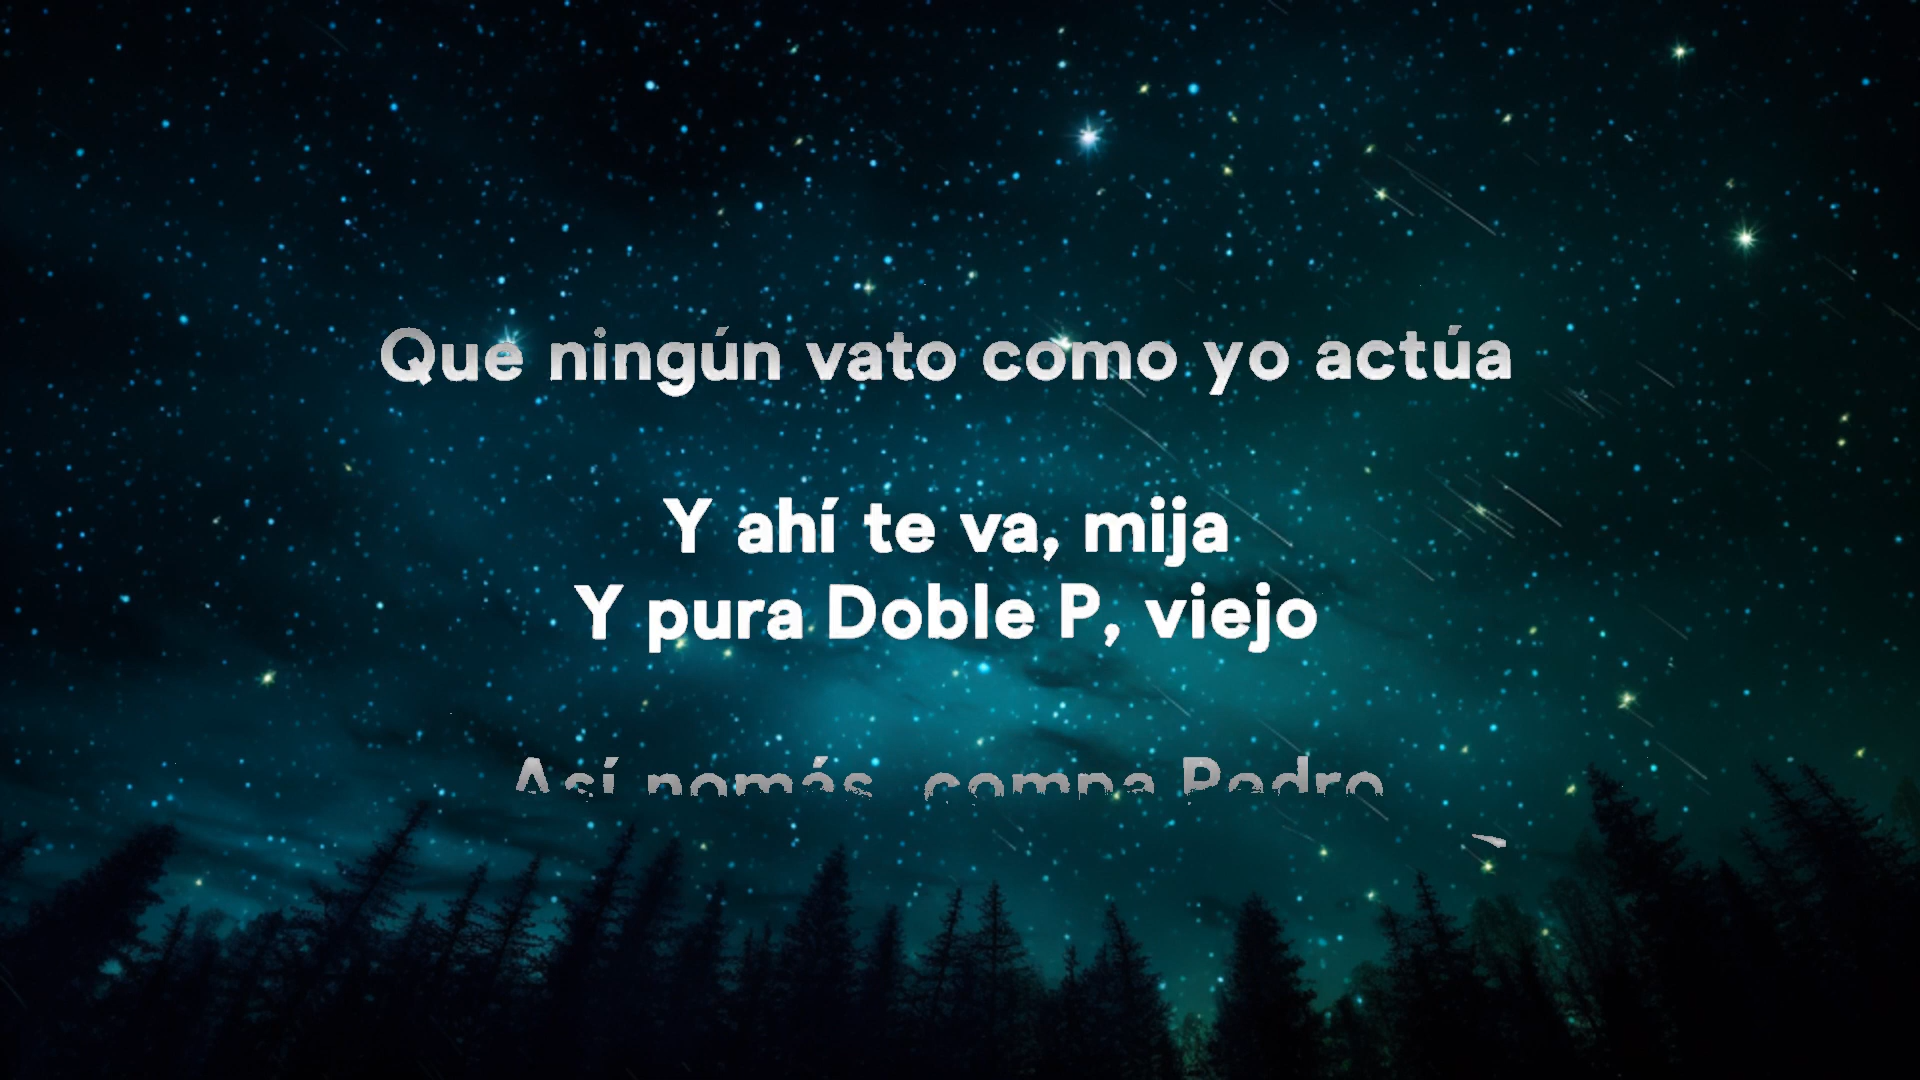 Que ningún vato como yo actúa
Y ahí te va, mija
Y pura Doble P, viejo
Así nomás, compa Pedro